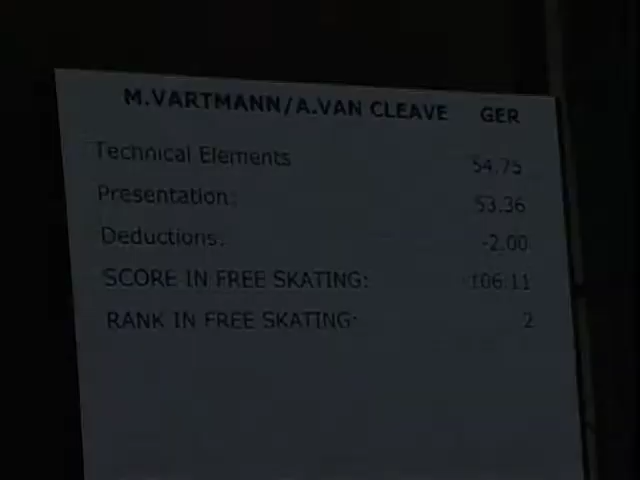 M.VARTMANN/A.VAN CLEAVE GER
Technical Elements 54.75
Presentation: 53.36
Deductions: -2.00
SCORE IN FREE SKATING: 106.11
RANK IN FREE SKATING: 2